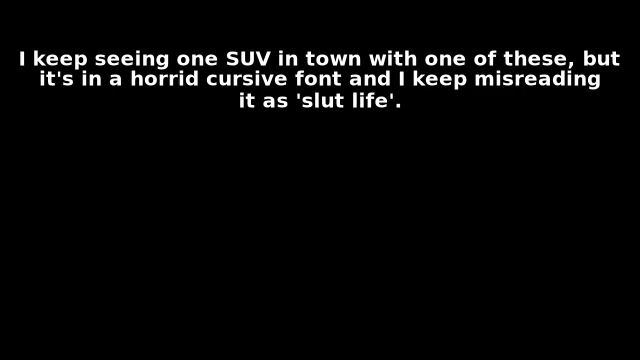 I keep seeing one SUV in town with one of these, but
it's in a horrid cursive font and I keep misreading
it as 'slut life'.